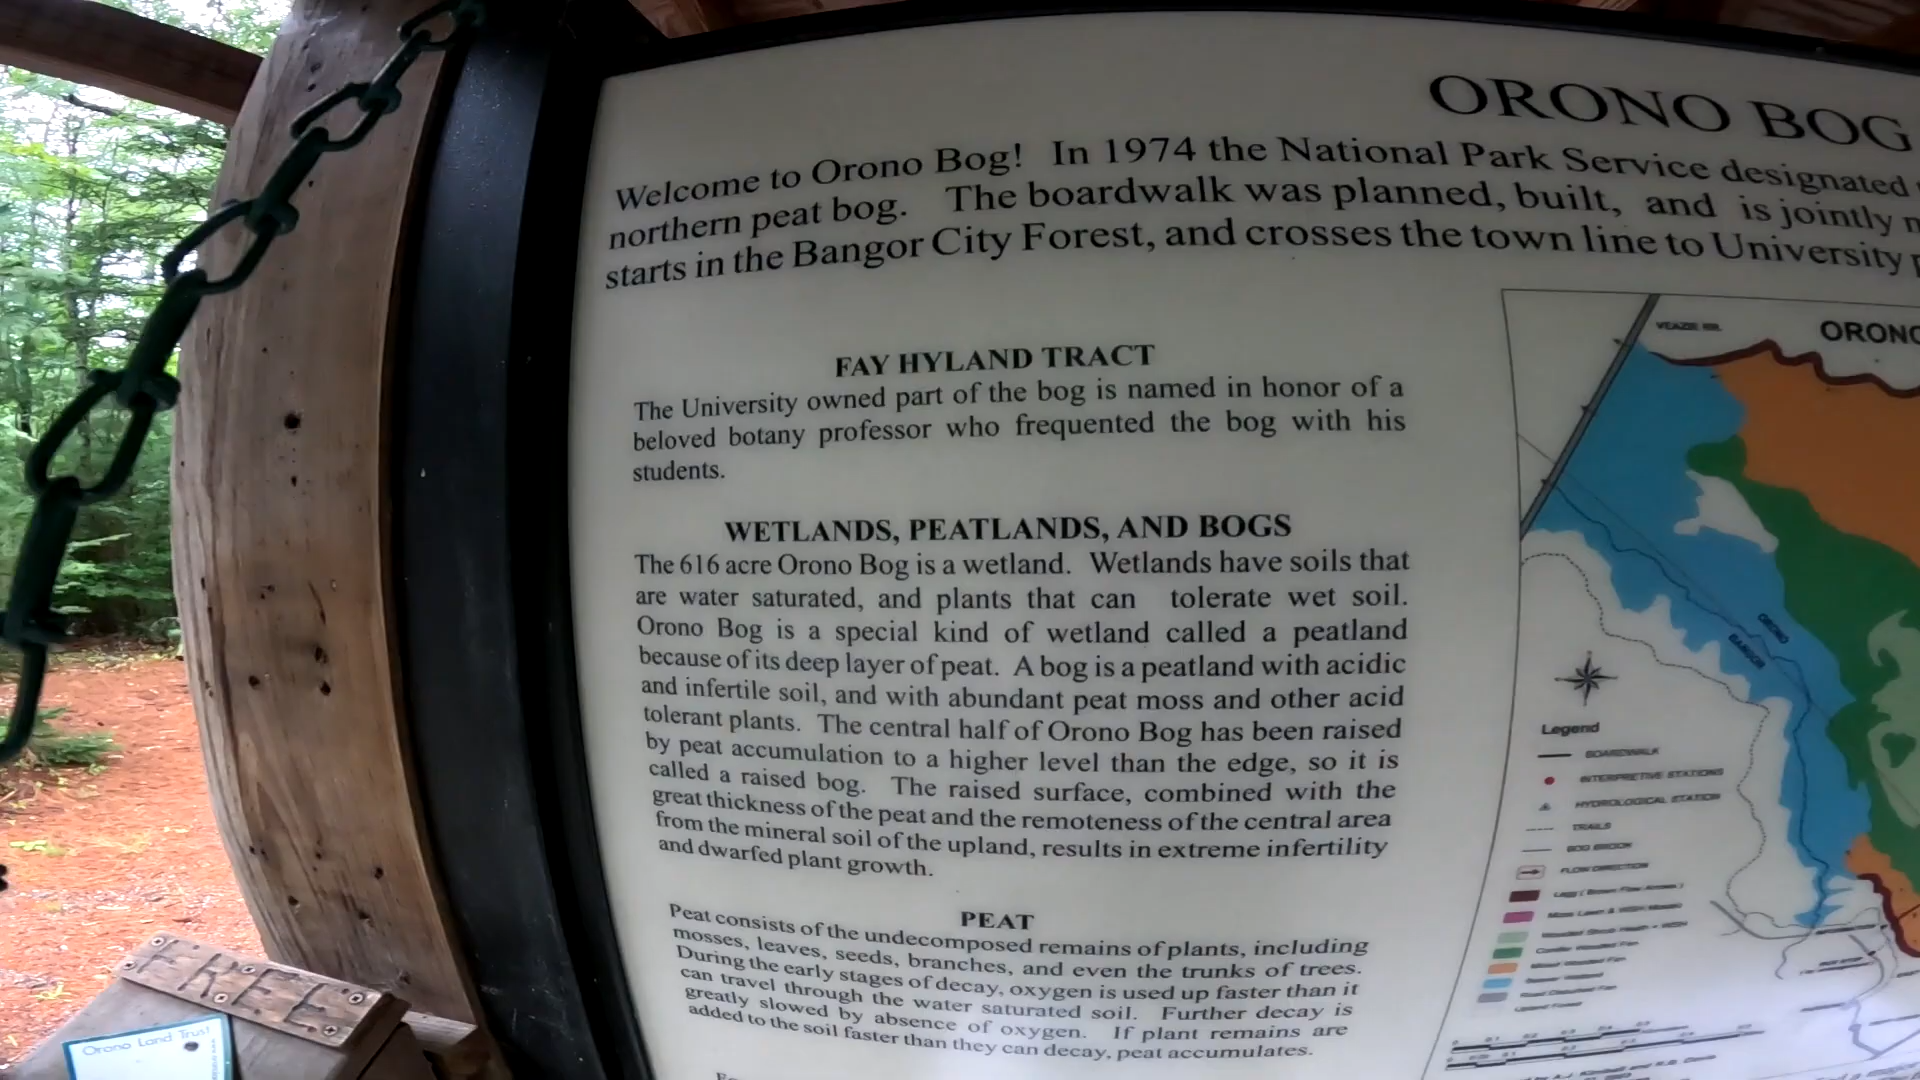 ORONO BOG
Welcome to Orono Bog! In 1974 the National Park Service designated
northern peat bog. The boardwalk was planned, built, and is jointly
starts in the Bangor City Forest, and crosses the town line to University
FAY HYLAND TRACT
The University owned part of the bog is named in honor of a
beloved botany professor who frequented the bog with his
students.
WETLANDS, PEATLANDS, AND BOGS
The 616 acre Orono Bog is a wetland. Wetlands have soils that
are water saturated, and plants that can tolerate wet soil.
Orono Bog is a special kind of wetland called a peatland
because of its deep layer of peat. A bog is a peatland with acidic
and infertile soil, and with abundant peat moss and other acid
tolerant plants. The central half of Orono Bog has been raised
by peat accumulation to a higher level than the edge, so it is
called a raised bog. The raised surface, combined with the
great thickness of the peat and the remoteness of the central area
from the mineral soil of the upland, results in extreme infertility
and dwarfed plant growth.
PEAT
Peat consists of the undecomposed remains of plants, including
mosses, leaves, seeds, branches, and even the trunks of trees.
During the early stages of decay, oxygen is used up faster than it
can travel through the water saturated soil. Further decay is
greatly slowed by absence of oxygen. If plant remains are
added to the soil faster than they can decay, peat accumulates.
ORONO
ORONO
BANGOR
Legend
BOARDWALK
INTERPRETIVE STATIONS
HYDROLOGICAL STATION
TRAILS
BOG BROOK
FLOW DIRECTION
FREE
Orono Land Trust